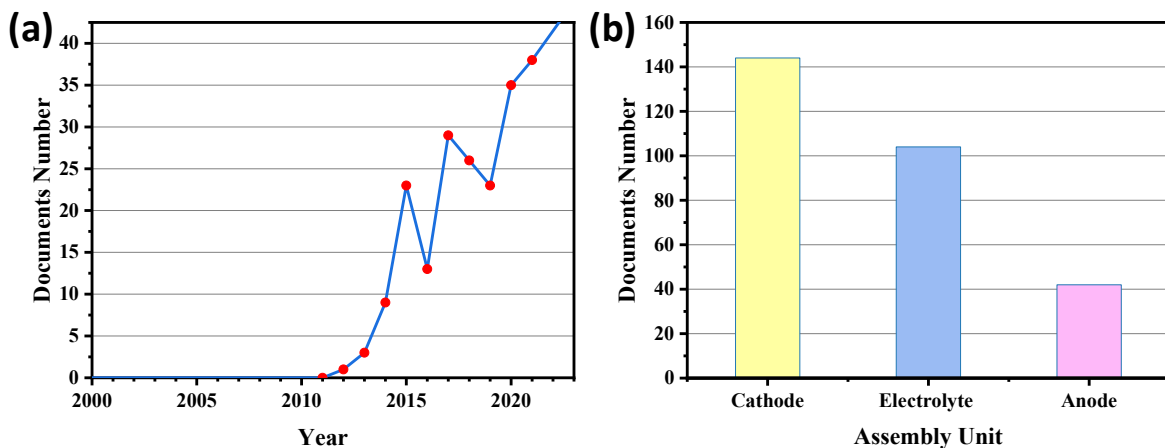 (a)
Documents Number
40
35
30
25
20
15
10
5
0
2000 2005 2010 2015 2020
Year
(b)
Documents Number
160
140
120
100
80
60
40
20
0
Cathode Electrolyte Anode
Assembly Unit